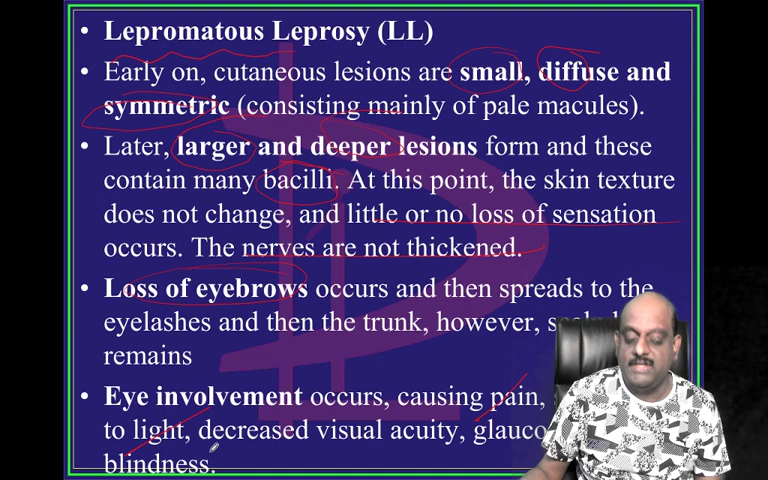 • Lepromatous Leprosy (LL)
• Early on, cutaneous lesions are small, diffuse and
symmetric (consisting mainly of pale macules).
• Later, larger and deeper lesions form and these
contain many bacilli. At this point, the skin texture
does not change, and little or no loss of sensation
occurs. The nerves are not thickened.
• Loss of eyebrows occurs and then spreads to the
eyelashes and then the trunk, however,
remains
• Eye involvement occurs, causing pain,
to light, decreased visual acuity,
blindness.